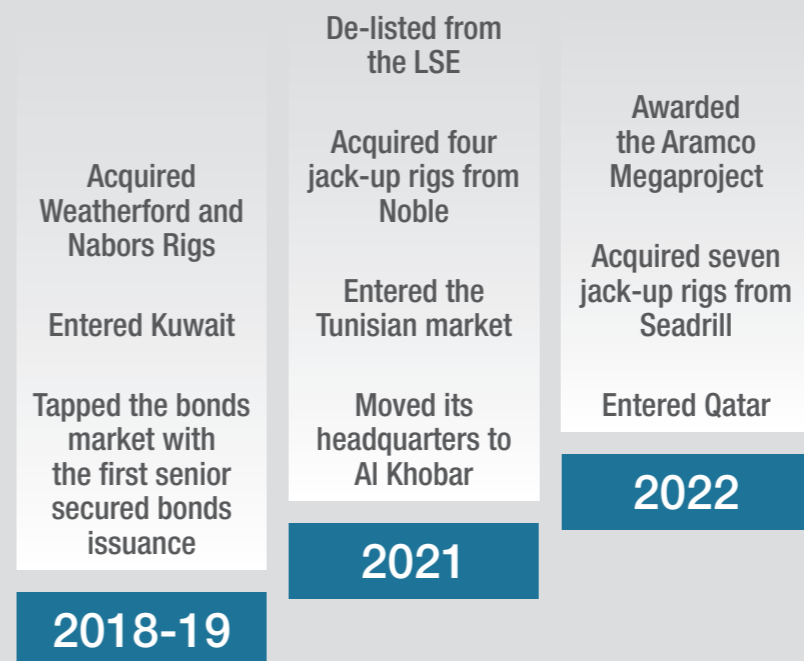 Acquired
Weatherford and
Nabors Rigs
Entered Kuwait
Tapped the bonds
market with
the first senior
secured bonds
issuance
2018-19
De-listed from
the LSE
Acquired four
jack-up rigs from
Noble
Entered the
Tunisian market
Moved its
headquarters to
Al Khobar
2021
Awarded
the Aramco
Megaproject
Acquired seven
jack-up rigs from
Seadrill
Entered Qatar
2022